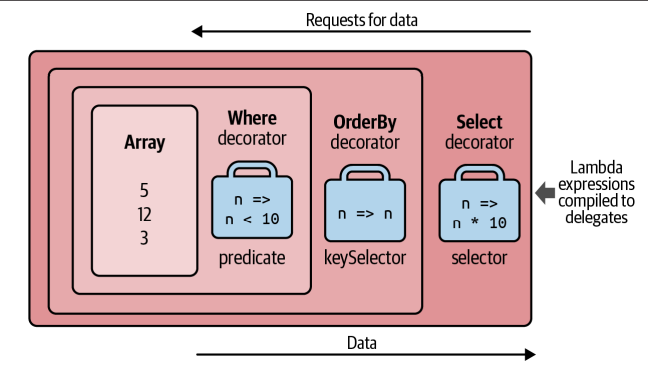 Requests for data
Array
5
12
3
Where
decorator
n =>
n < 10
predicate
OrderBy
decorator
n => n
keySelector
Select
decorator
n =>
n * 10
selector
Lambda
expressions
compiled to
delegates
Data